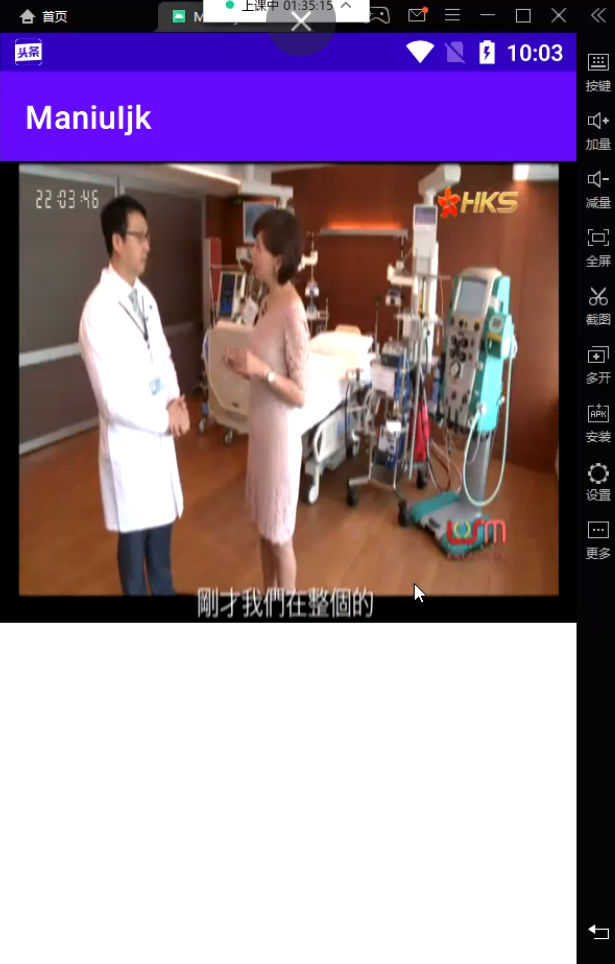 首页
上课中 01:35:15
头条
10:03
ManiuIjk
22:03:46
HKS
剛才我們在整個的
按键
加量
减量
全屏
截图
多开
APK
安装
设置
更多